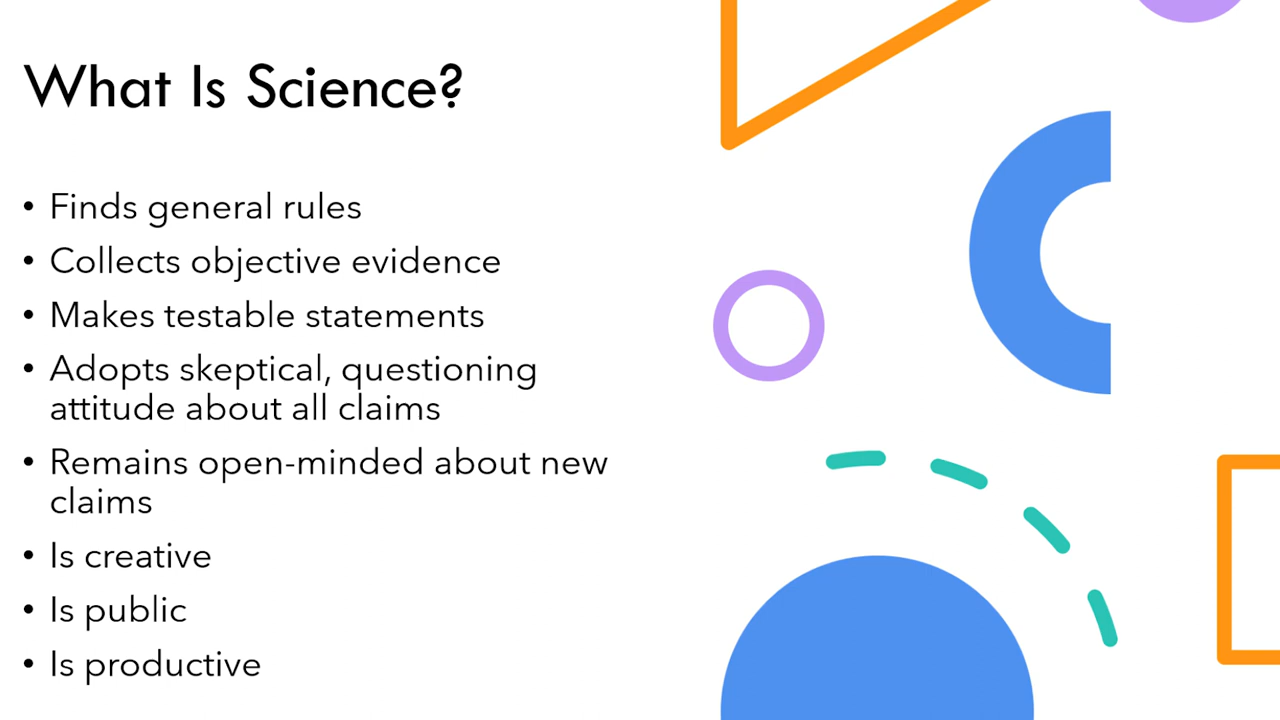 What Is Science?
• Finds general rules
• Collects objective evidence
• Makes testable statements
• Adopts skeptical, questioning
attitude about all claims
• Remains open-minded about new
claims
• Is creative
• Is public
• Is productive